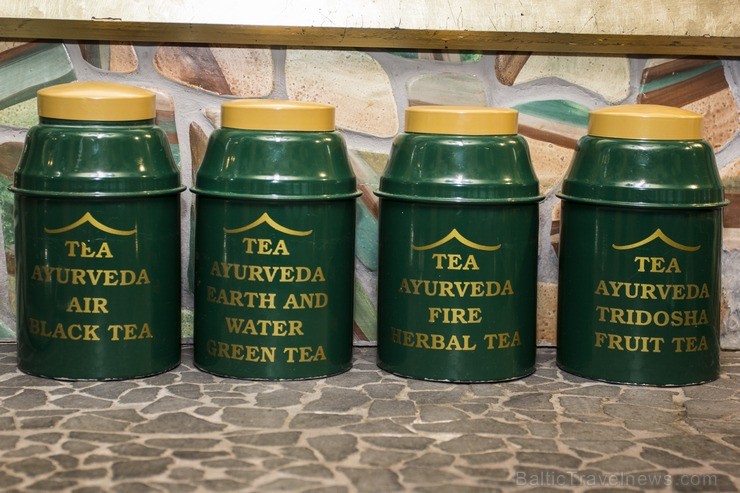 TEA
AYURVEDA
AIR
BLACK TEA
TEA
AYURVEDA
EARTH AND
WATER
GREEN TEA
TEA
AYURVEDA
FIRE
HERBAL TEA
TEA
AYURVEDA
TRIDOSHA
FRUIT TEA
BalticTravelnews.com